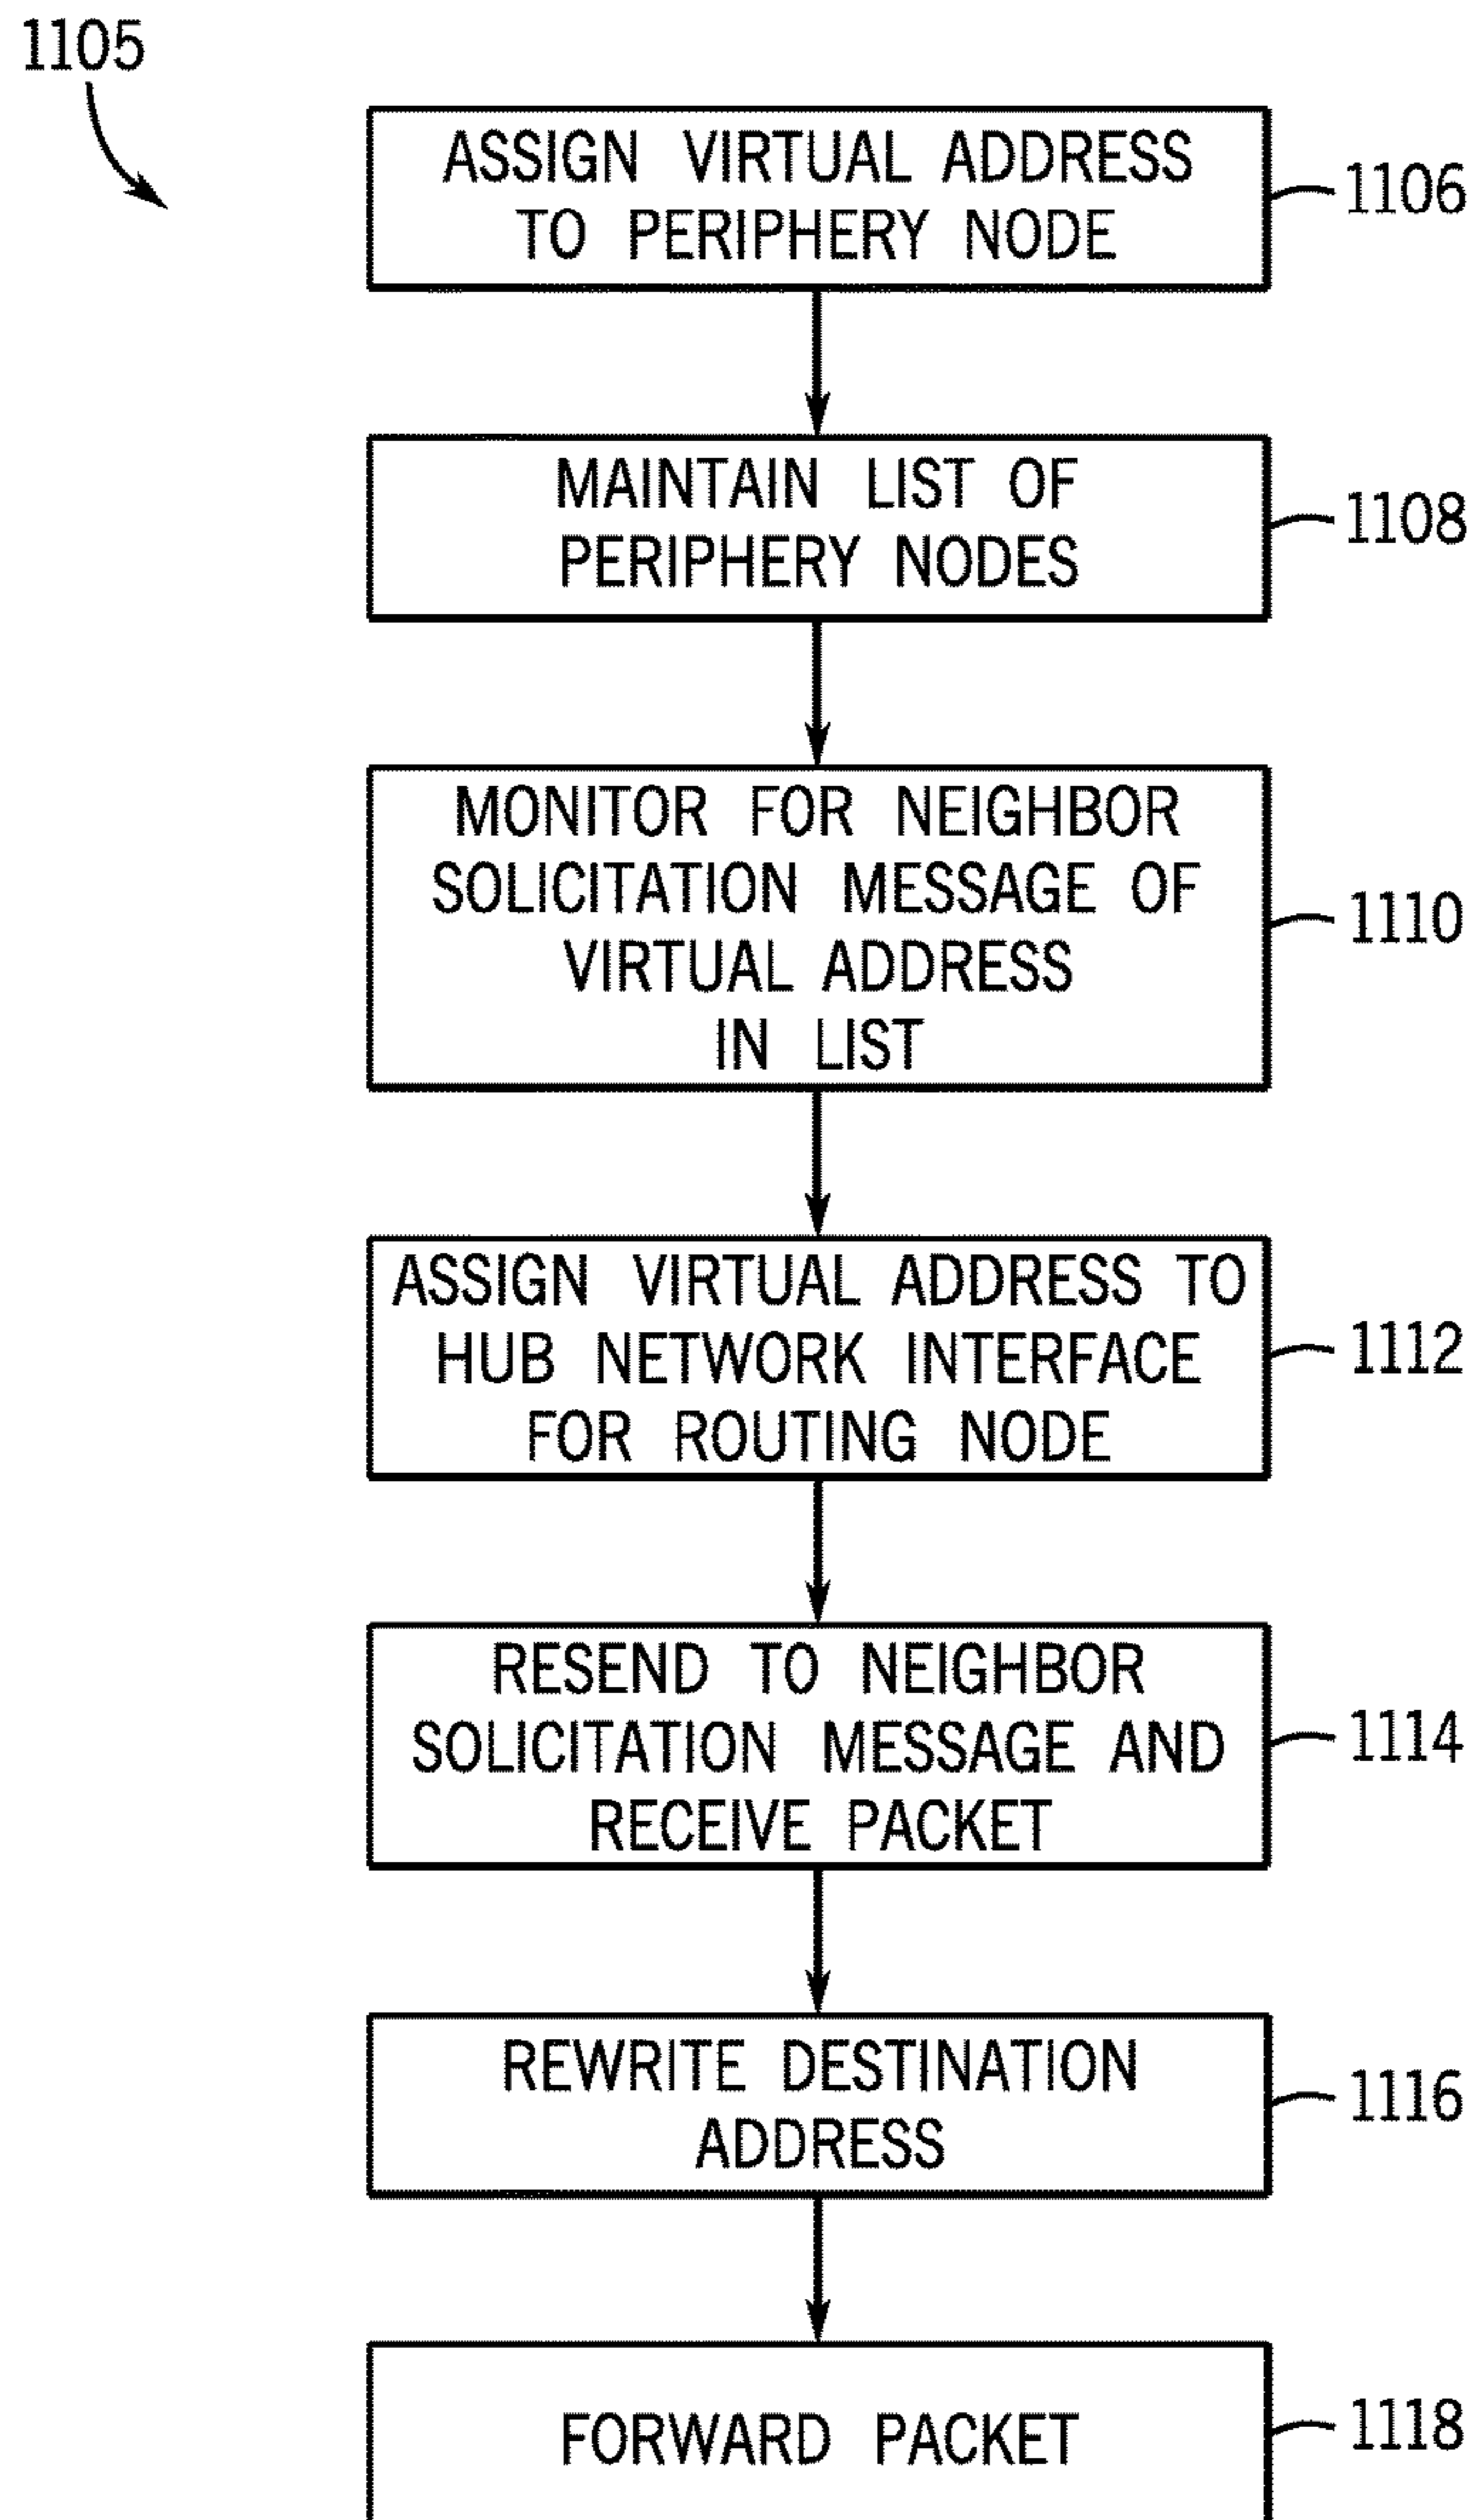 1105
ASSIGN VIRTUAL ADDRESS
TO PERIPHERY NODE
1106
MAINTAIN LIST OF
PERIPHERY NODES
1108
MONITOR FOR NEIGHBOR
SOLICITATION MESSAGE OF
VIRTUAL ADDRESS
IN LIST
1110
ASSIGN VIRTUAL ADDRESS TO
HUB NETWORK INTERFACE
FOR ROUTING NODE
1112
RESEND TO NEIGHBOR
SOLICITATION MESSAGE AND
RECEIVE PACKET
1114
REWRITE DESTINATION
ADDRESS
1116
FORWARD PACKET
1118